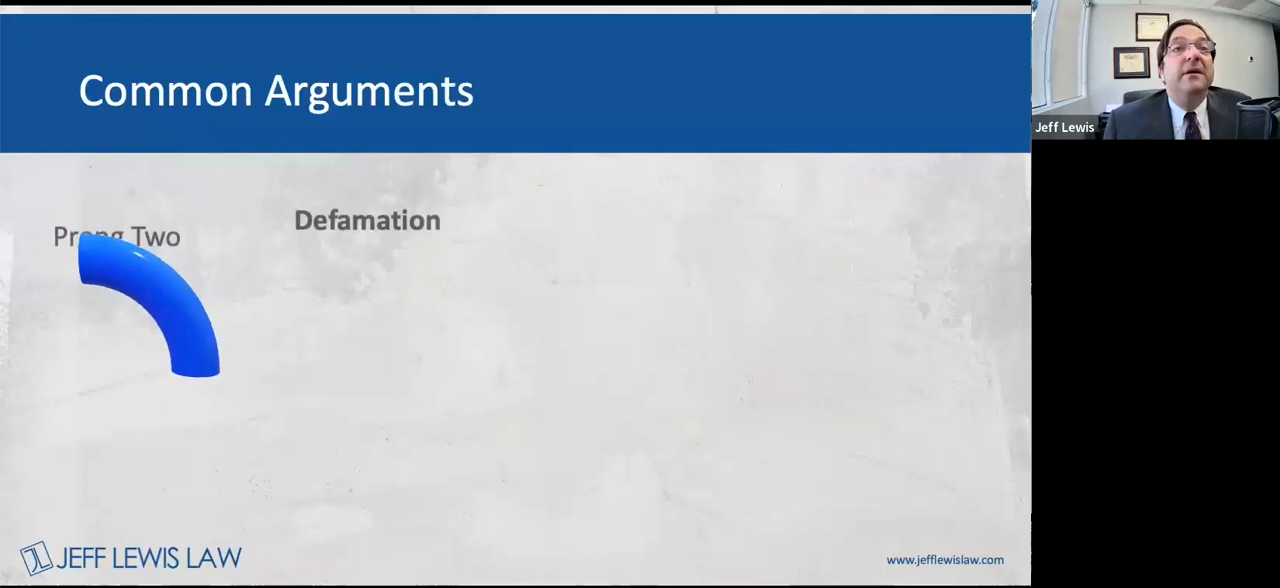 Common Arguments
Jeff Lewis
Defamation
Prong Two
JEFF LEWIS LAW
www.jefflewislaw.com